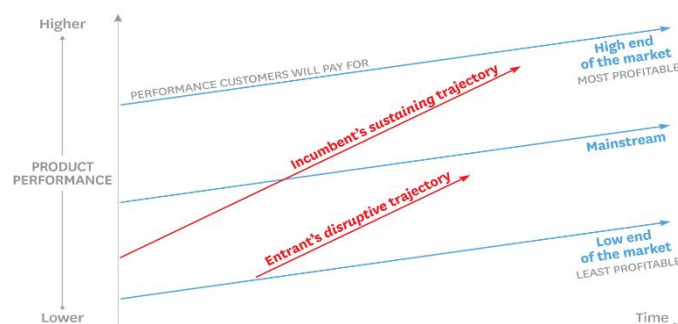 Higher
PRODUCT
PERFORMANCE
Lower
PERFORMANCE CUSTOMERS WILL PAY FOR
Incumbent's sustaining trajectory
Entrant's disruptive trajectory
High end
of the market
MOST PROFITABLE
Mainstream
Low end
of the market
LEAST PROFITABLE
Time